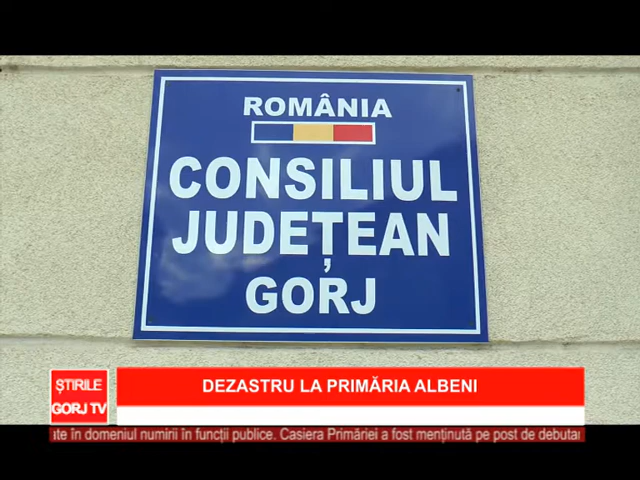 ROMÂNIA
CONSILIUL
JUDEȚEAN
GORJ
ȘTIRILE
GORJ TV
DEZASTRU LA PRIMĂRIA ALBENI
în domeniul numirii în funcții publice. Casiera Primăriei a fost menținută pe post de